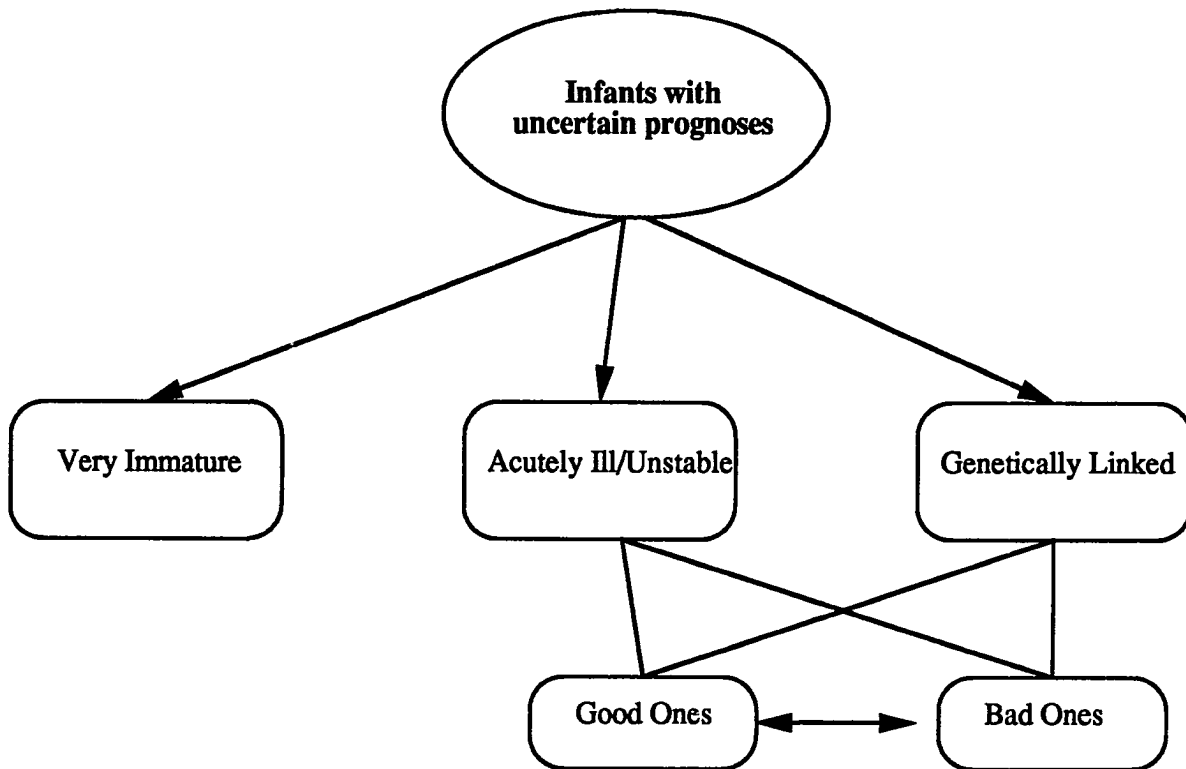 Infants with
uncertain prognoses
Very Immature
Acutely Ill/Unstable
Genetically Linked
Good Ones
Bad Ones